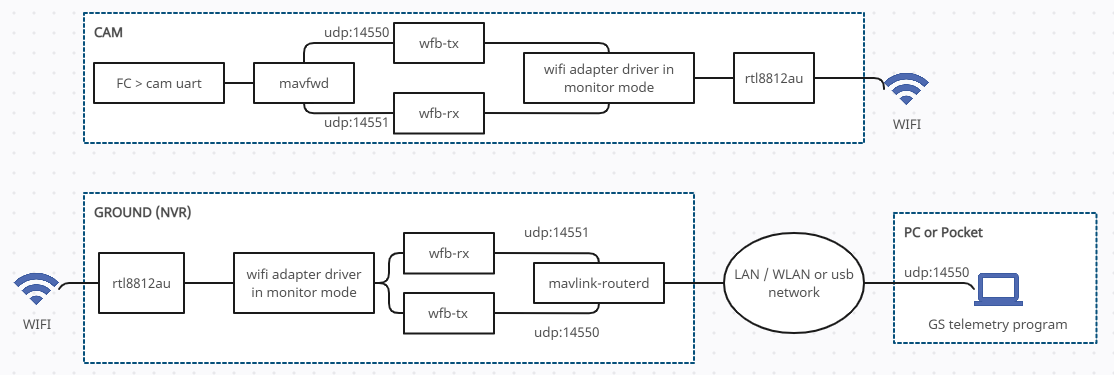 CAM
udp:14550
wfb-tx
FC > cam uart
mavfwd
wifi adapter driver in
monitor mode
rtl8812au
wfb-rx
udp:14551
WIFI
GROUND (NVR)
udp:14551
wfb-rx
rtl8812au
wifi adapter driver
in monitor mode
mavlink-routerd
wfb-tx
udp:14550
WIFI
LAN / WLAN or usb
network
PC or Pocket
udp:14550
GS telemetry program